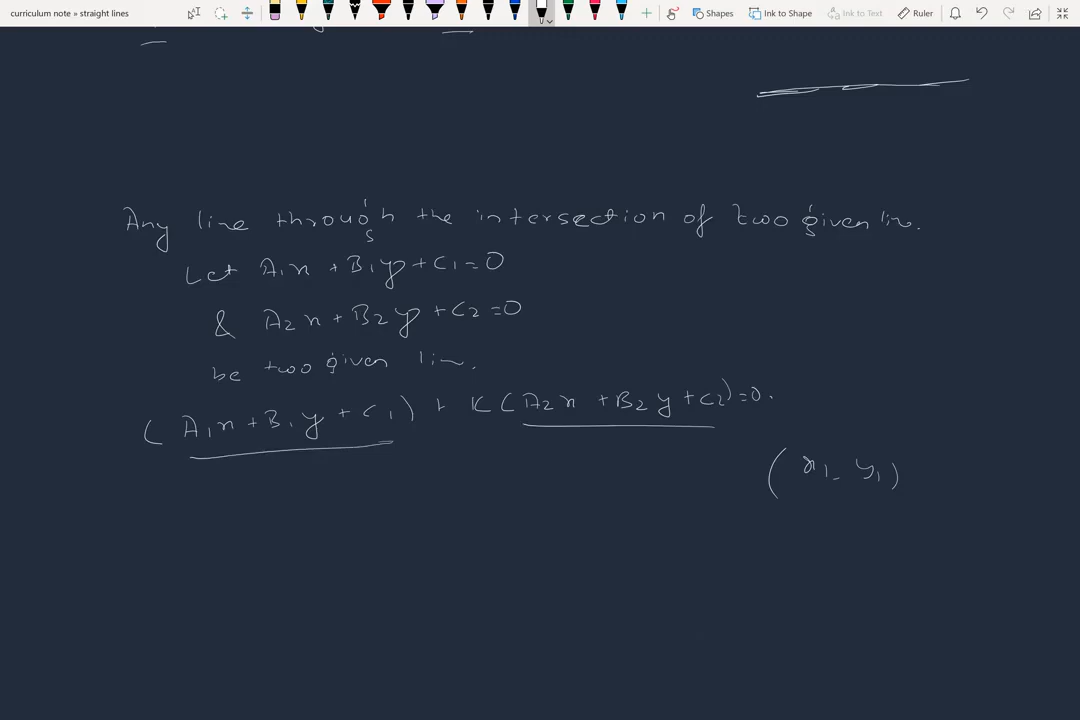 curriculum note » straight lines
Shapes Ink to Shape Ink to Text Ruler
Any line through the intersection of two given lin.
Let A₁x + B₁y + C₁ = 0
& A₂x + B₂y + C₂ = 0
be two given lin.
(A₁x + B₁y + C₁) + K(A₂x + B₂y + C₂) = 0.
(x₁, y₁)